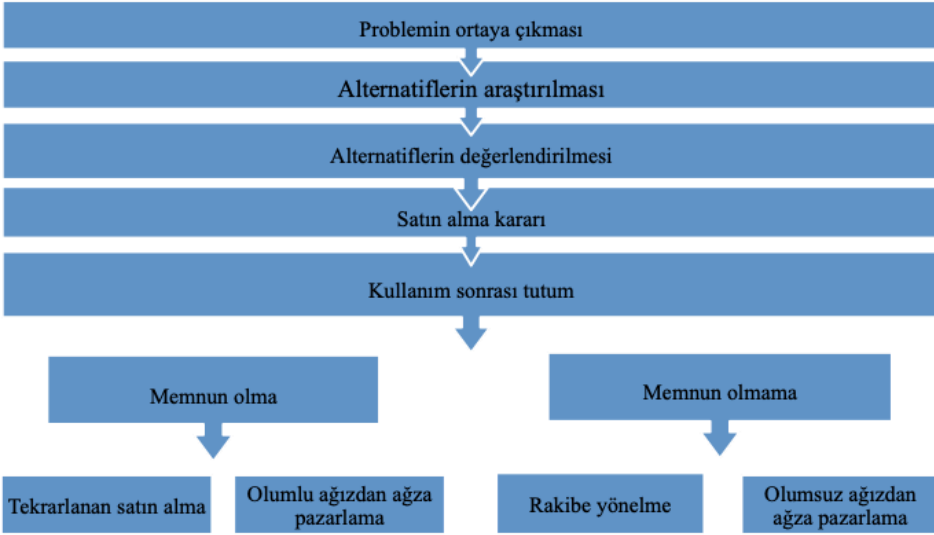 Problemin ortaya çıkması
Alternatiflerin araştırılması
Alternatiflerin değerlendirilmesi
Satın alma kararı
Kullanım sonrası tutum
Memnun olma
Memnun olmama
Tekrarlanan satın alma
Olumlu ağızdan ağza
pazarlama
Rakibe yönelme
Olumsuz ağızdan
ağza pazarlama